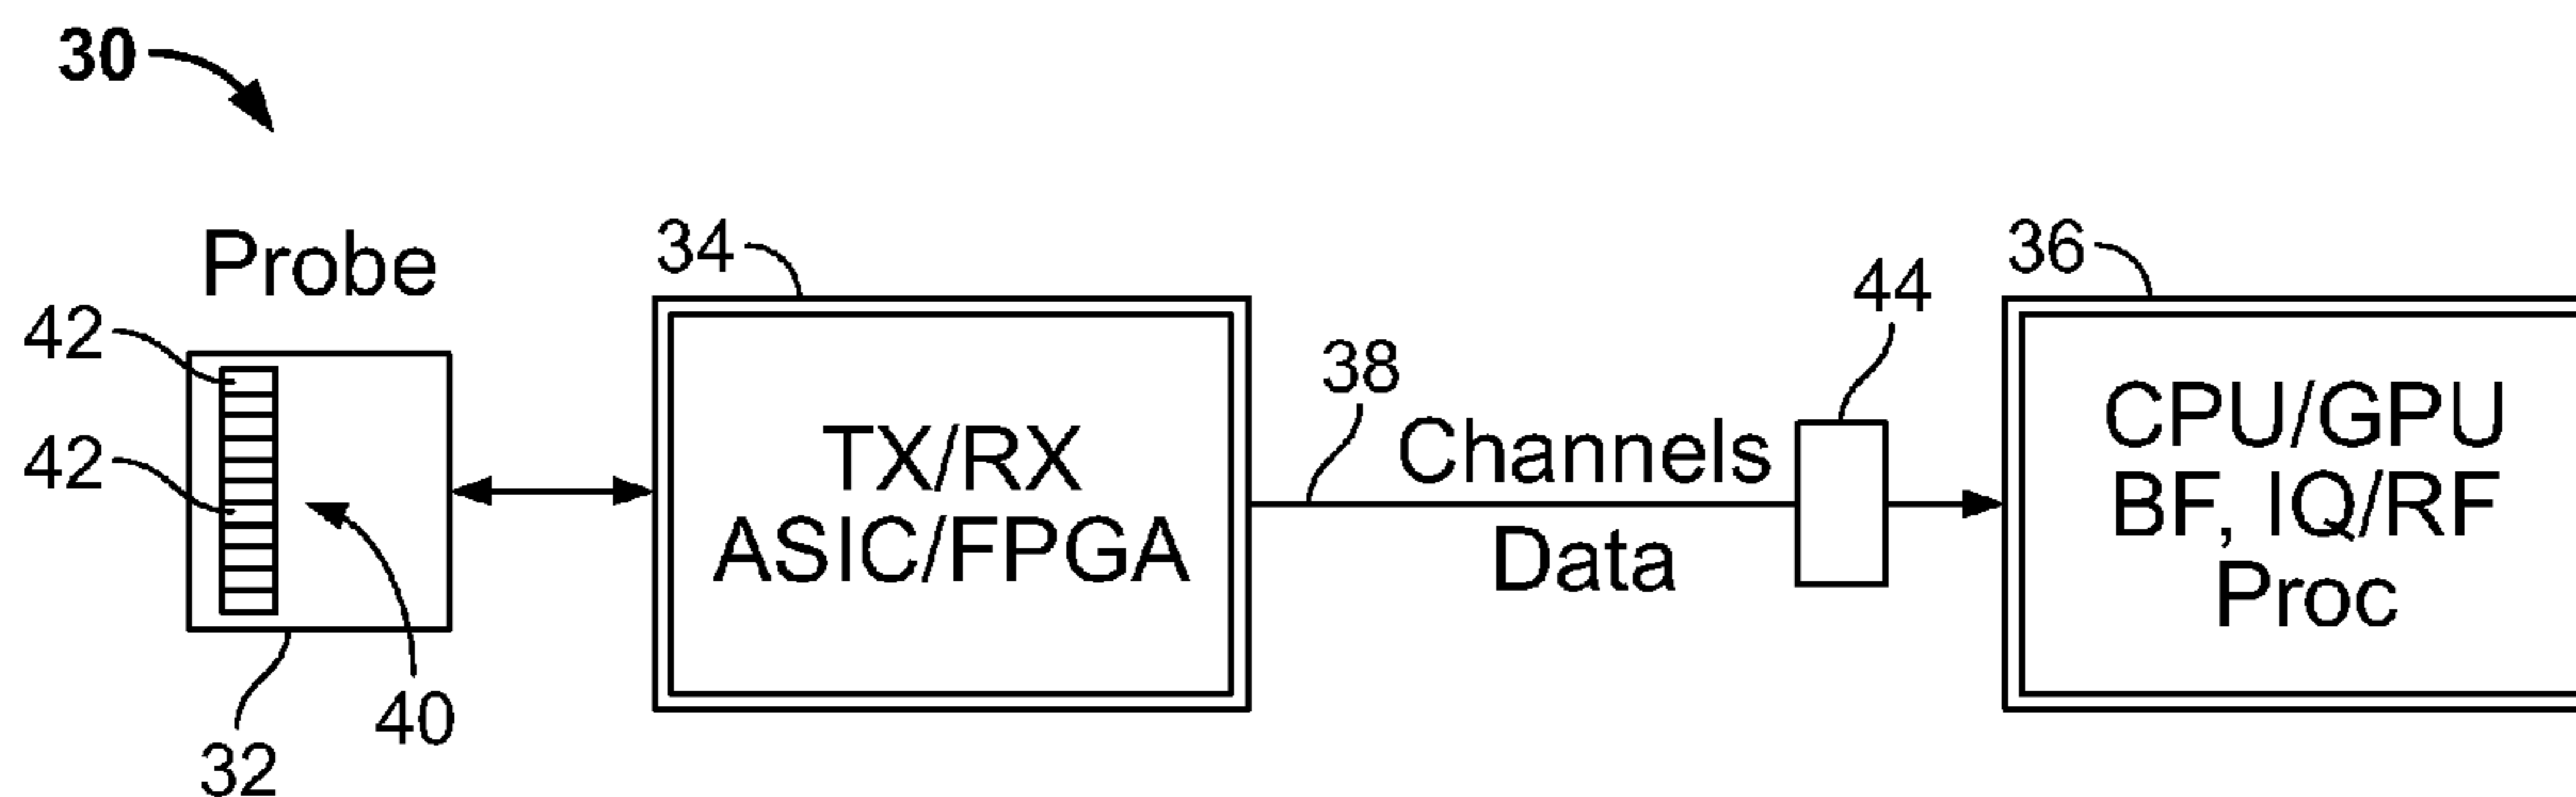 30
Probe
34
36
44
42
38
42
TX/RX
ASIC/FPGA
Channels
Data
CPU/GPU
BF, IQ/RF
Proc
40
32